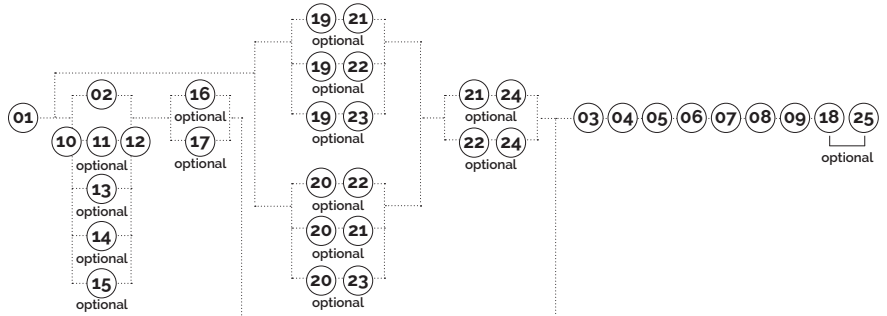 19 21
optional
19 22
optional
19 23
optional
02
16
optional
21 24
optional
01
03 04 05 06 07 08 09 18 25
optional
10 11 12
optional
17
optional
22 24
optional
13
optional
14
optional
15
optional
20 22
optional
20 21
optional
20 23
optional